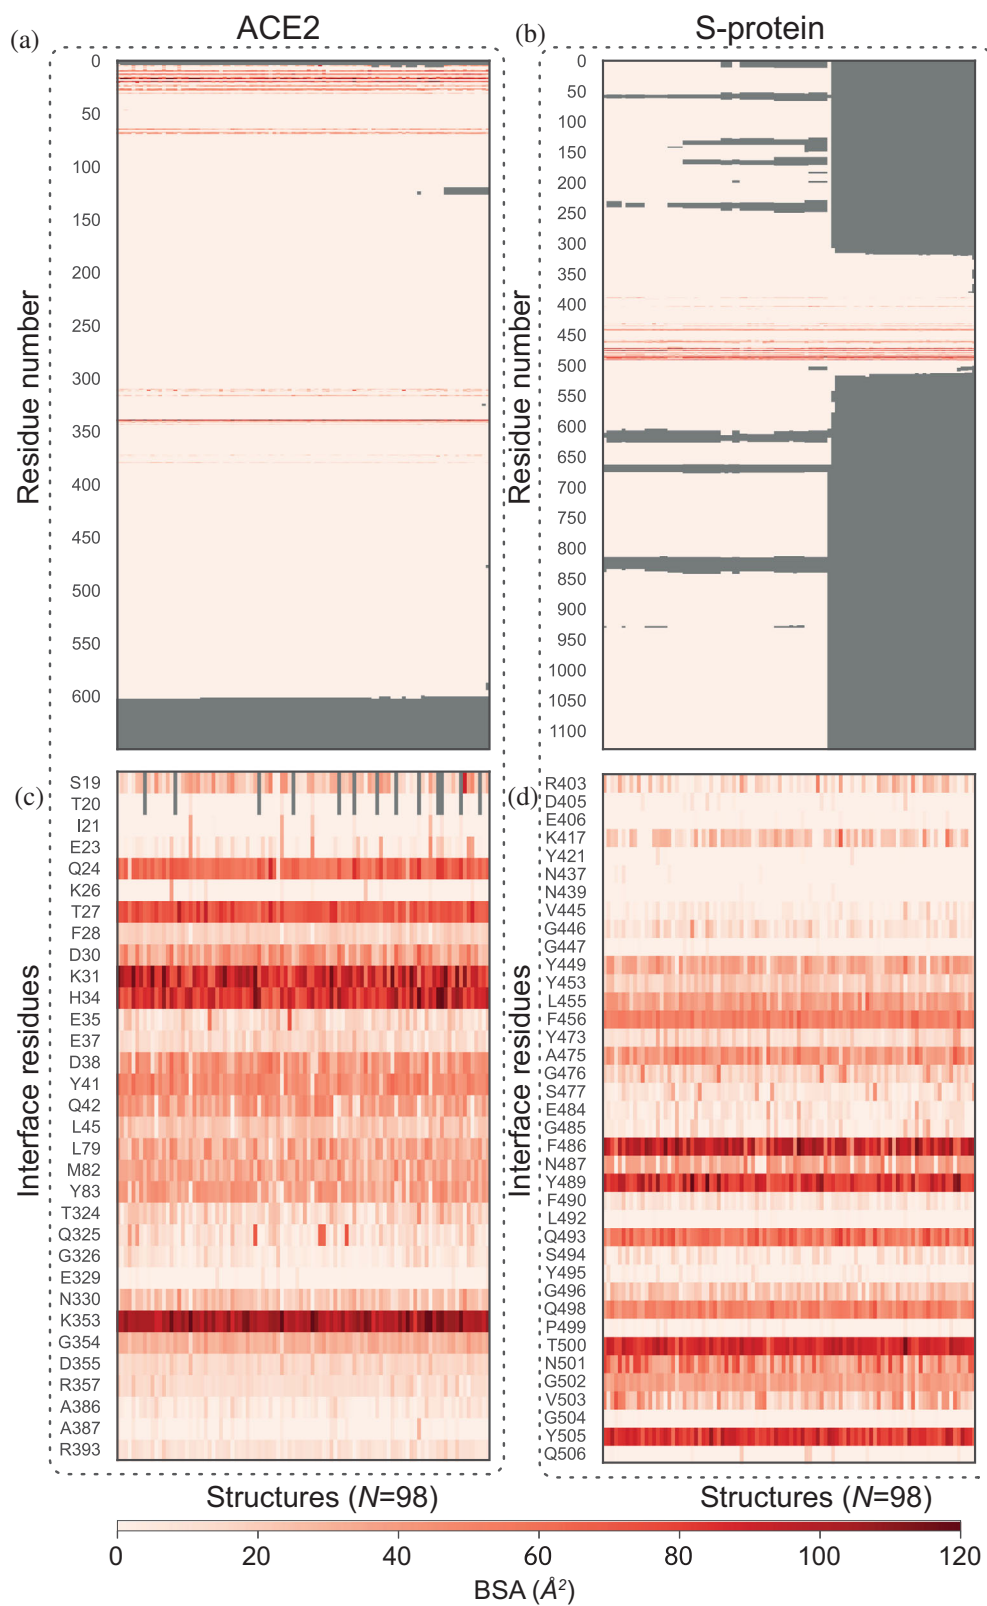 (a)
ACE2
(b)
S-protein
Residue number
0
50
100
150
200
250
300
350
400
450
500
550
600
Residue number
0
50
100
150
200
250
300
350
400
450
500
550
600
650
700
750
800
850
900
950
1000
1050
1100
(c)
Interface residues
S19
T20
I21
E23
Q24
K26
T27
F28
D30
K31
H34
E35
E37
D38
Y41
Q42
L45
L79
M82
Y83
T324
Q325
G326
E329
N330
K353
G354
D355
R357
A386
A387
R393
Structures (N=98)
(d)
Interface residues
R403
D405
E406
K417
Y421
N437
N439
V445
G446
G447
Y449
Y453
L455
F456
Y473
A475
G476
S477
E484
G485
F486
N487
Y489
F490
L492
Q493
S494
Y495
G496
Q498
P499
T500
N501
G502
V503
G504
Y505
Q506
Structures (N=98)
0 20 40 60 80 100 120
BSA (Å²)